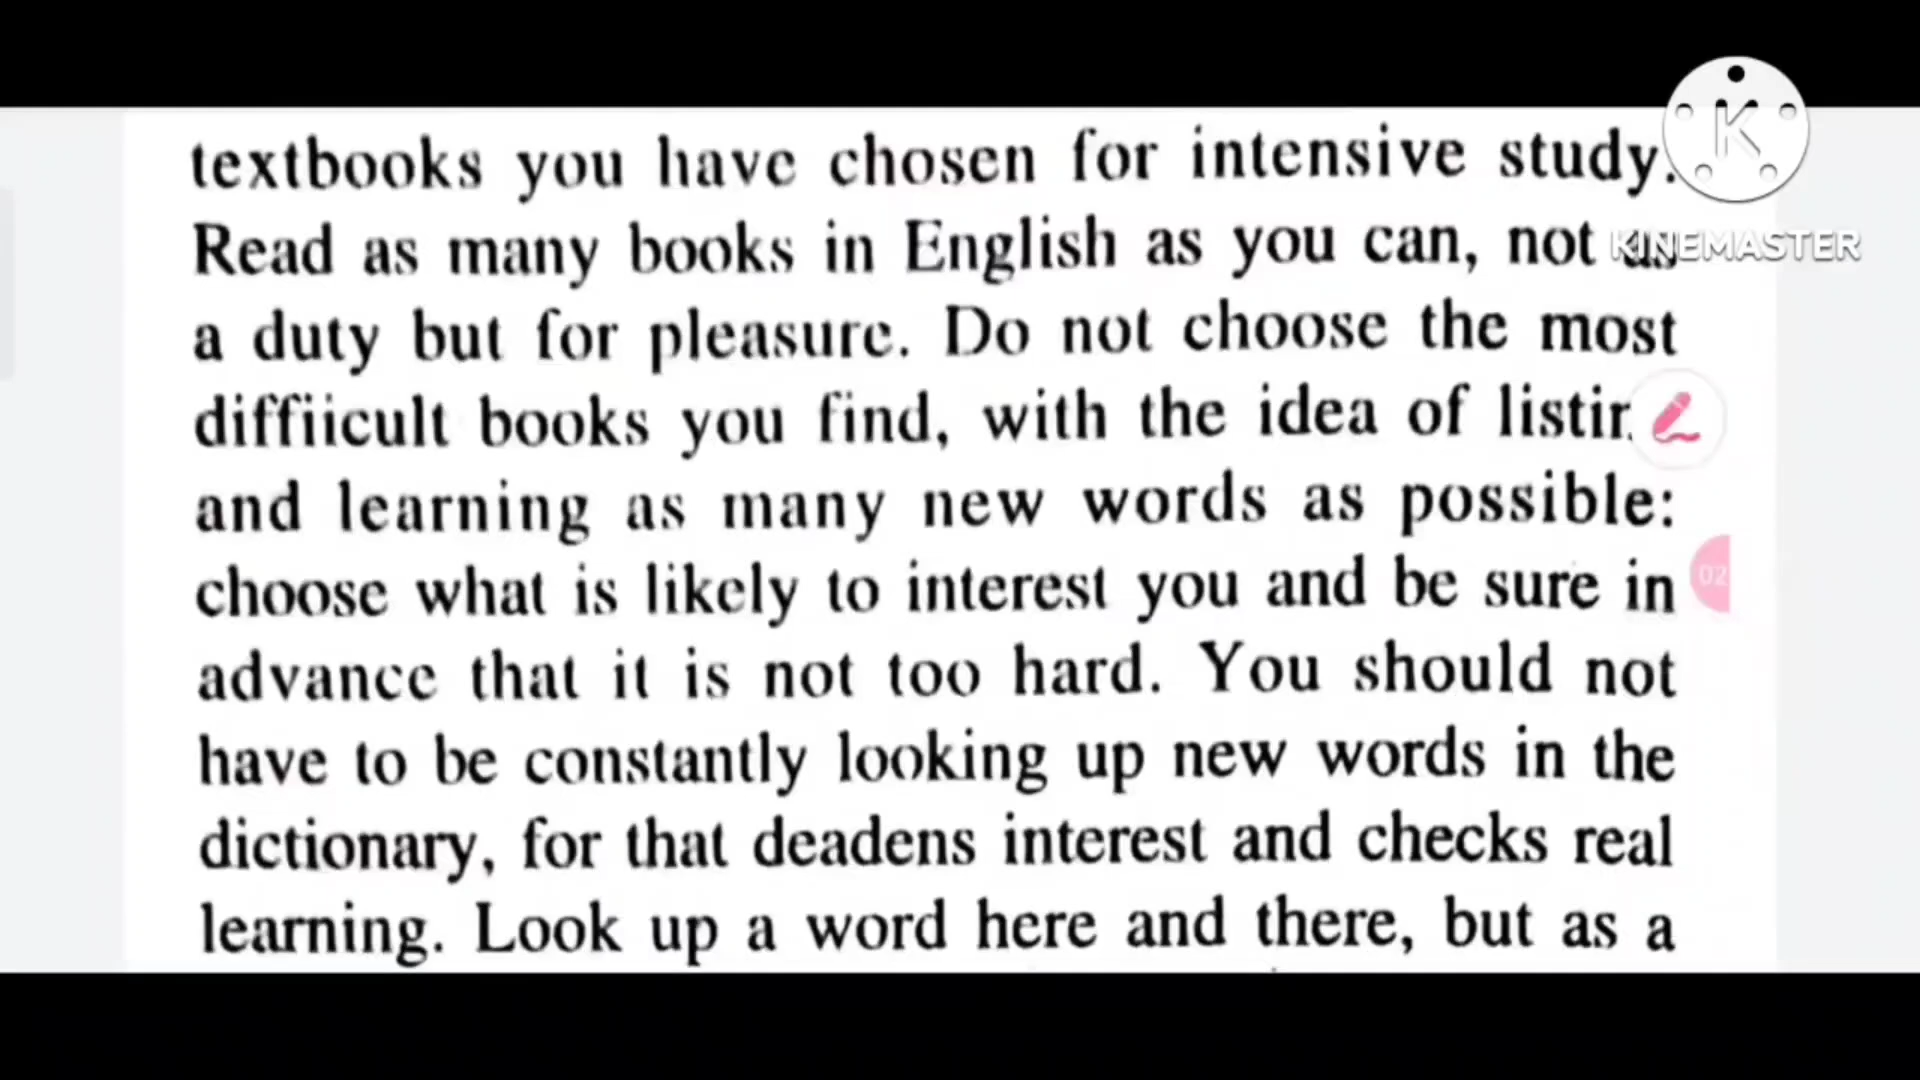 textbooks you have chosen for intensive study.
Read as many books in English as you can, not as
a duty but for pleasure. Do not choose the most
diffiicult books you find, with the idea of listin
and learning as many new words as possible:
choose what is likely to interest you and be sure in
advance that it is not too hard. You should not
have to be constantly looking up new words in the
dictionary, for that deadens interest and checks real
learning. Look up a word here and there, but as a
K
KINEMASTER
02